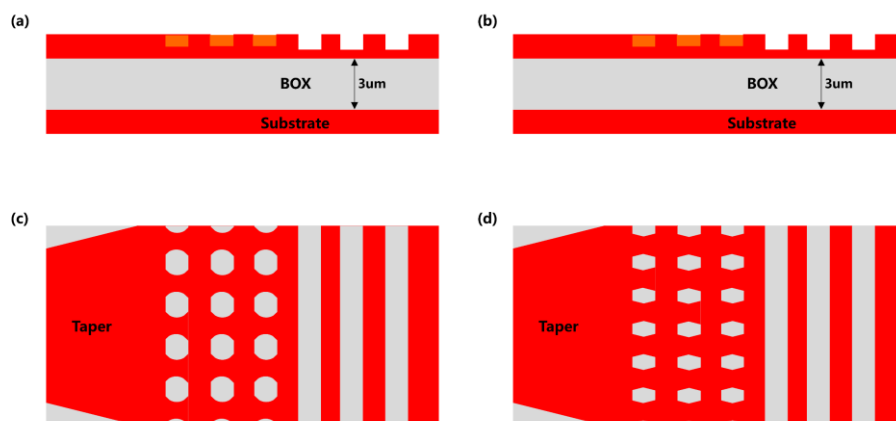 (a)
BOX
3um
Substrate
(b)
BOX
3um
Substrate
(c)
Taper
(d)
Taper